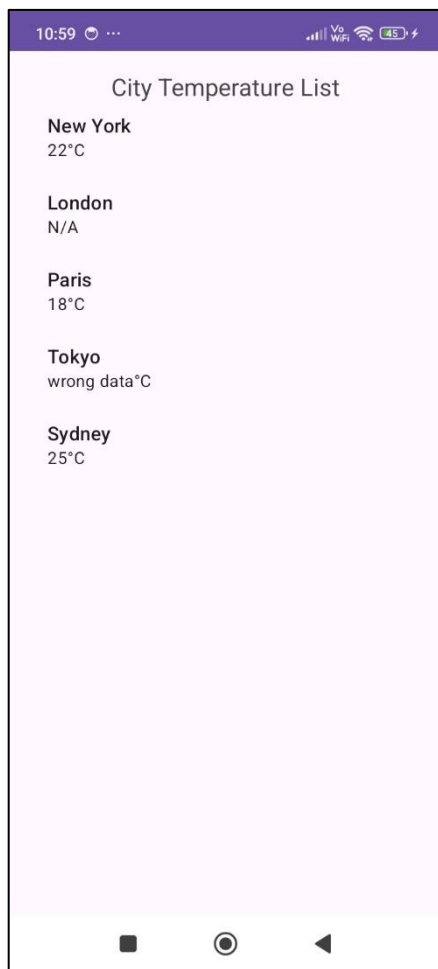 10:59 ...
Vo
WiFi
45
City Temperature List
New York
22°C
London
N/A
Paris
18°C
Tokyo
wrong data°C
Sydney
25°C